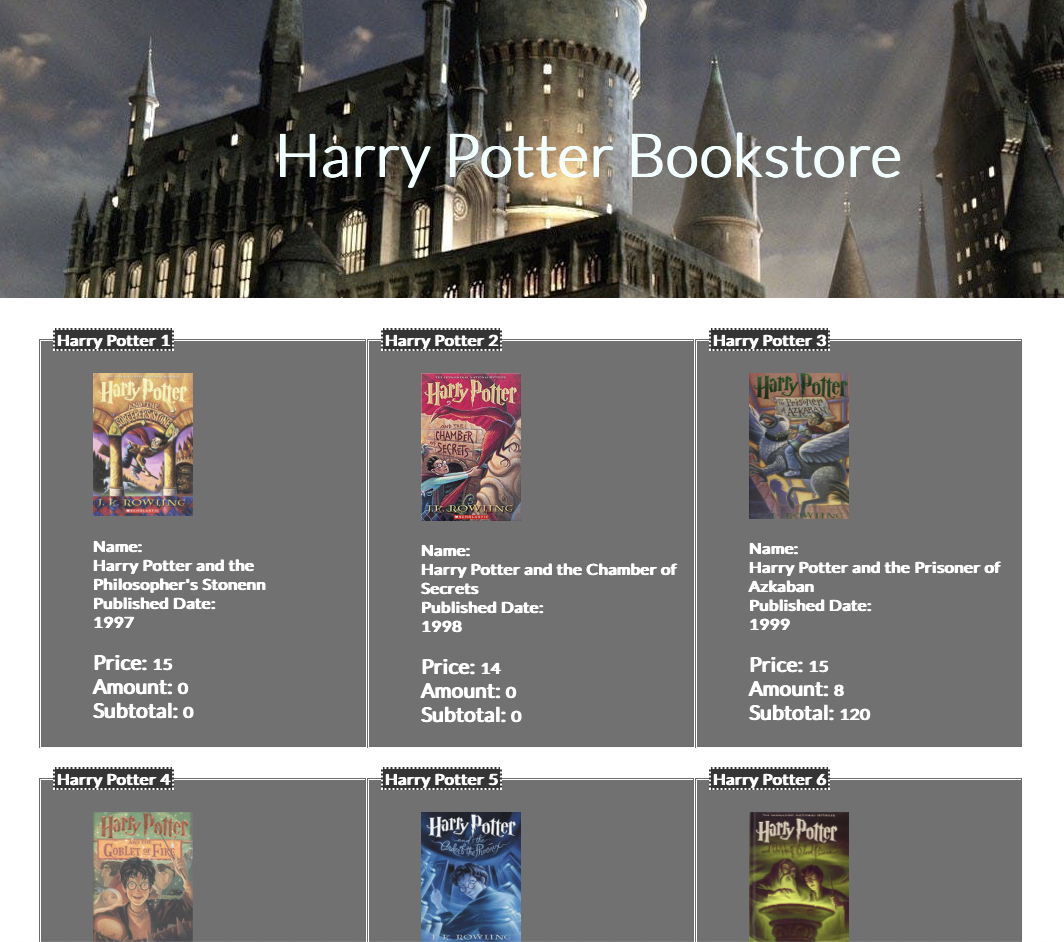 Harry Potter Bookstore
Harry Potter 1
Harry Potter
AND THE
SORCERER'S STONE
J. K. ROWLING
SCHOLASTIC
Name:
Harry Potter and the
Philosopher's Stonenn
Published Date:
1997
Price: 15
Amount: 0
Subtotal: 0
Harry Potter 2
Harry Potter
AND THE
CHAMBER
OF
SECRETS
J.K. ROWLING
SCHOLASTIC
Name:
Harry Potter and the Chamber of
Secrets
Published Date:
1998
Price: 14
Amount: 0
Subtotal: 0
Harry Potter 3
Harry Potter
Prisoner
of
AZKABAN
Name:
Harry Potter and the Prisoner of
Azkaban
Published Date:
1999
Price: 15
Amount: 8
Subtotal: 120
Harry Potter 4
Harry Potter
AND THE
GOBLET OF FIRE
Harry Potter 5
Harry Potter
and the
Order of the Phoenix
J. K. ROWLING
Harry Potter 6
Harry Potter